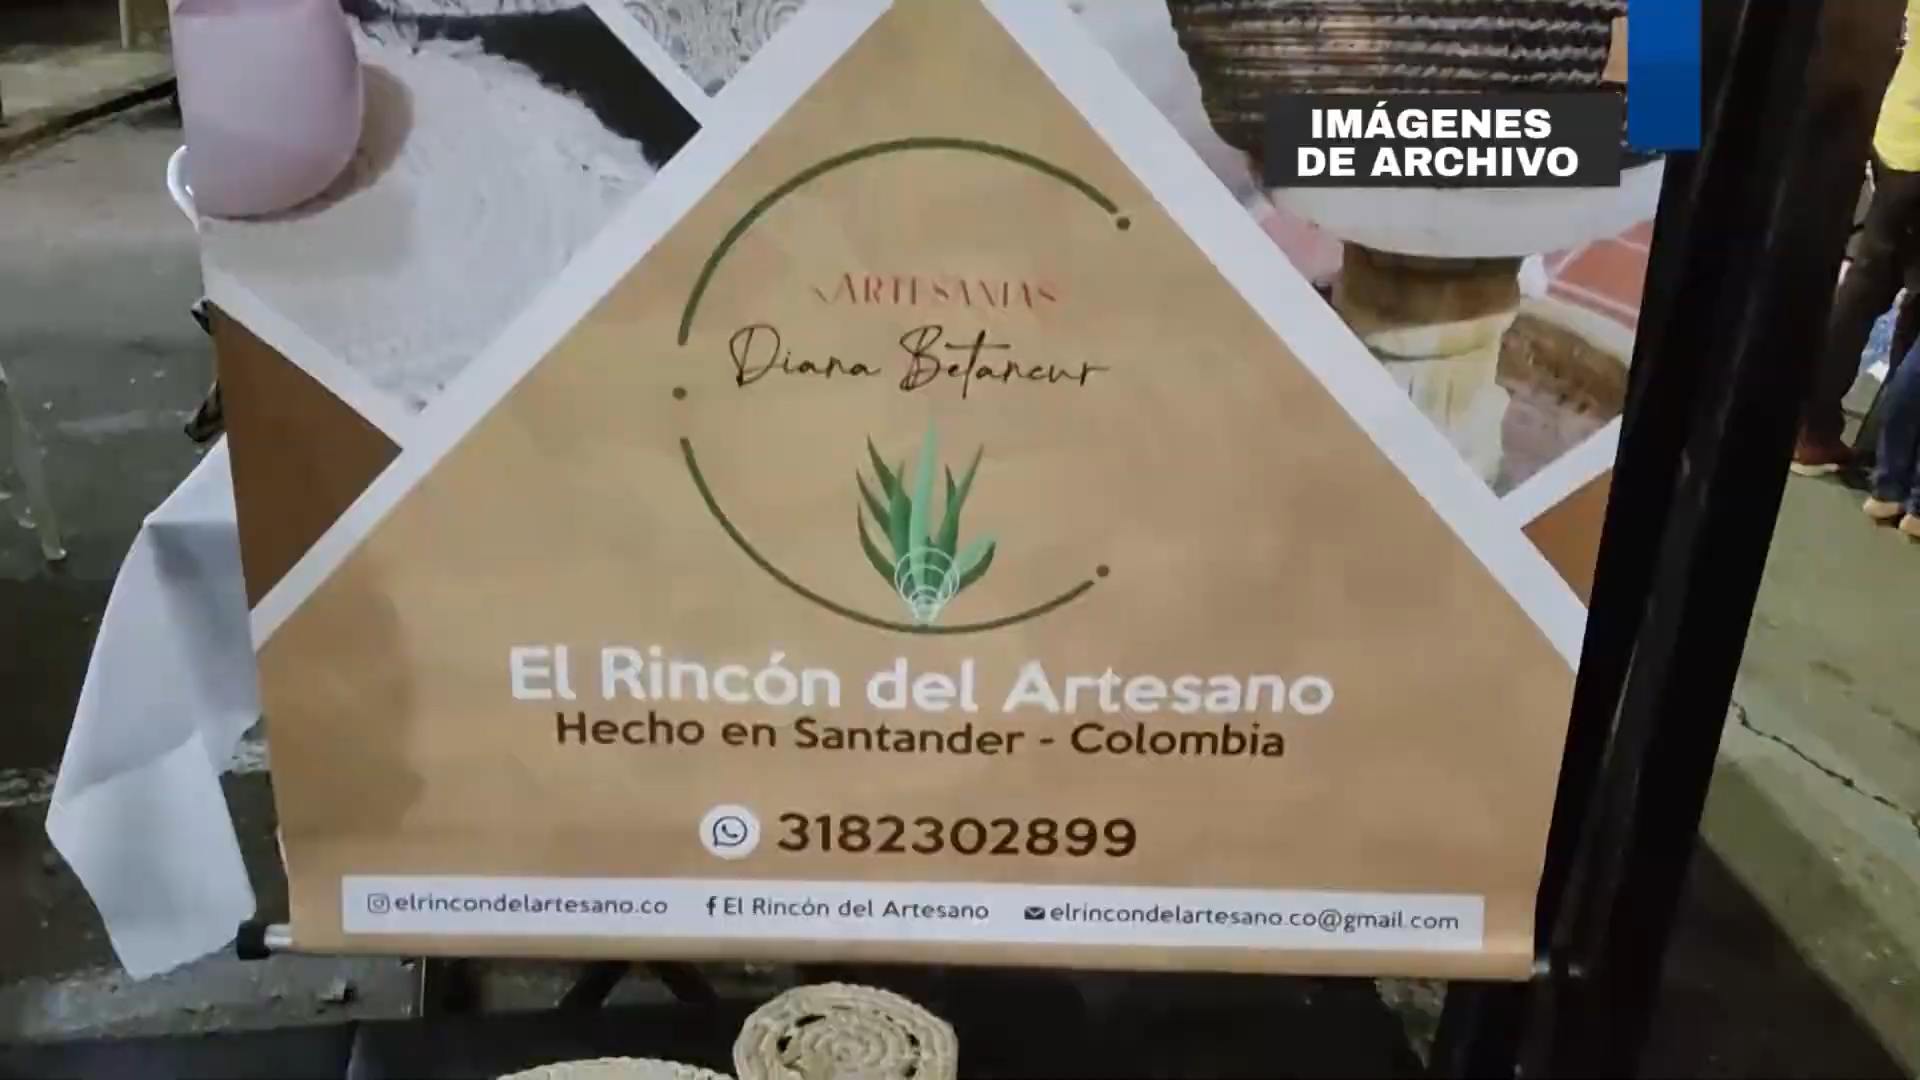 IMÁGENES
DE ARCHIVO
ARTESANIAS
Diana Betancur
El Rincón del Artesano
Hecho en Santander - Colombia
3182302899
elrincondelartesano.co
El Rincón del Artesano
elrincondelartesano.co@gmail.com